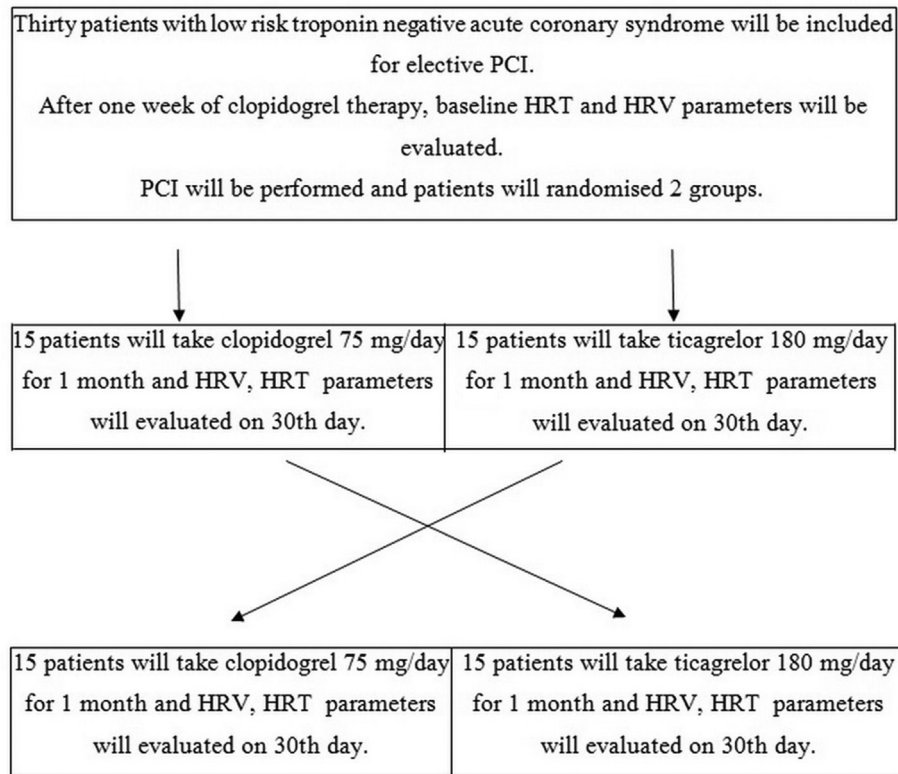 Thirty patients with low risk troponin negative acute coronary syndrome will be included
for elective PCI.
After one week of clopidogrel therapy, baseline HRT and HRV parameters will be
evaluated.
PCI will be performed and patients will randomised 2 groups.
15 patients will take clopidogrel 75 mg/day
for 1 month and HRV, HRT parameters
will evaluated on 30th day.
15 patients will take ticagrelor 180 mg/day
for 1 month and HRV, HRT parameters
will evaluated on 30th day.
15 patients will take clopidogrel 75 mg/day
for 1 month and HRV, HRT parameters
will evaluated on 30th day.
15 patients will take ticagrelor 180 mg/day
for 1 month and HRV, HRT parameters
will evaluated on 30th day.